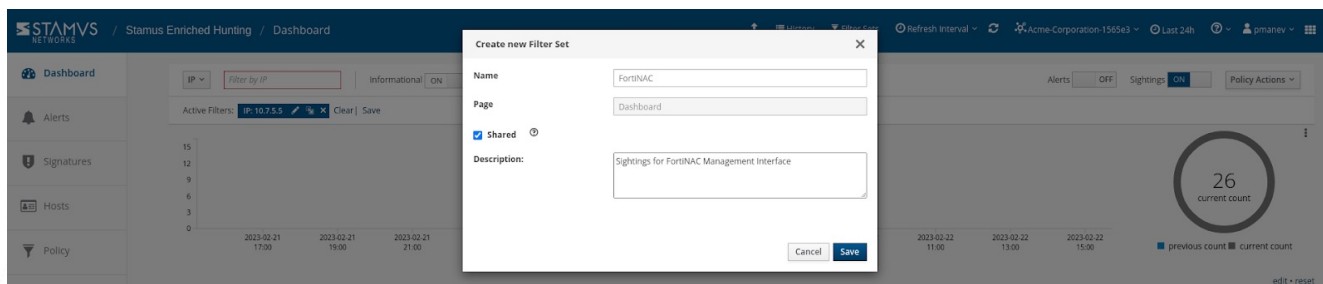 STAMVS
NETWORKS
/ Stamus Enriched Hunting / Dashboard
History
Filter Sets
Refresh Interval
Acme-Corporation-1565e3
Last 24h
pmanev
Create new Filter Set
Name
FortiNAC
Page
Dashboard
Shared
Description:
Sightings for FortiNAC Management Interface
Cancel
Save
Dashboard
Alerts
Signatures
Hosts
Policy
IP
Filter by IP
Informational ON
Alerts OFF
Sightings ON
Policy Actions
Active Filters: IP: 10.7.5.5 Clear| Save
15
12
9
6
3
0
2023-02-21
17:00
2023-02-21
19:00
2023-02-21
21:00
2023-02-22
11:00
2023-02-22
13:00
2023-02-22
15:00
26
current count
previous count current count
edit • reset